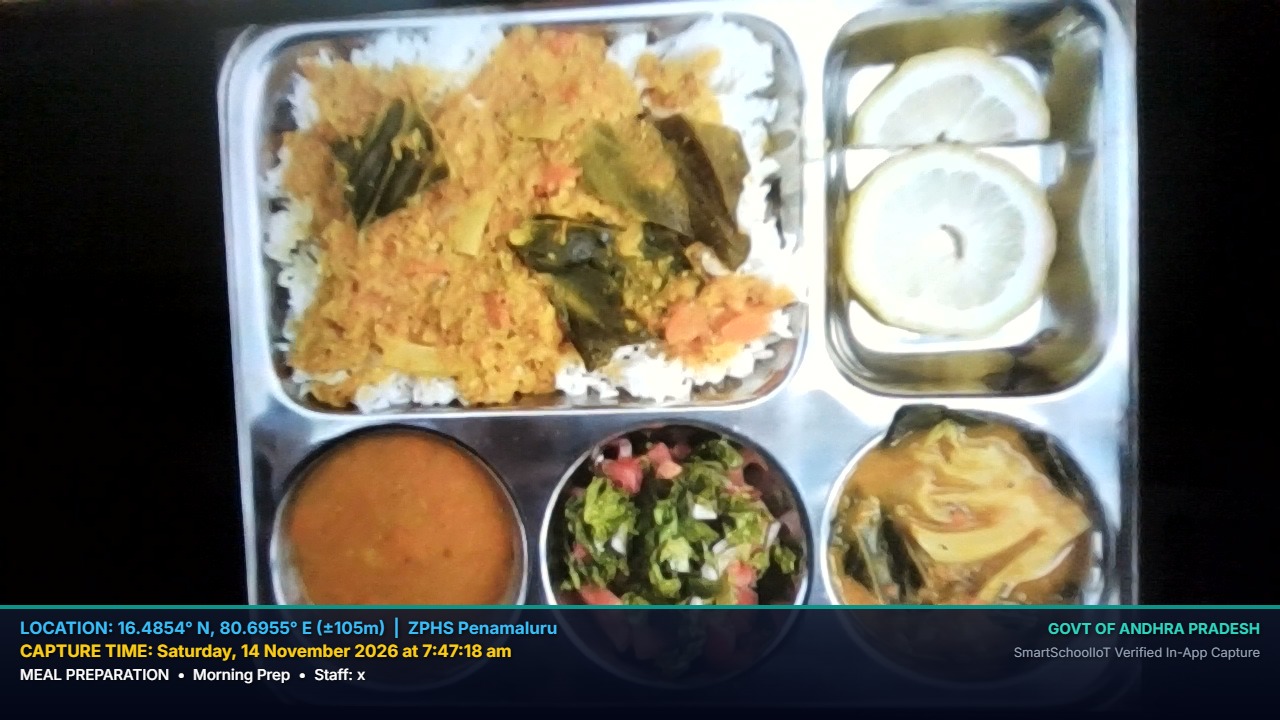 LOCATION: 16.4854° N, 80.6955° E (±105m) | ZPHS Penamaluru
CAPTURE TIME: Saturday, 14 November 2026 at 7:47:18 am
MEAL PREPARATION • Morning Prep • Staff: x
GOVT OF ANDHRA PRADESH
SmartSchoolIoT Verified In-App Capture